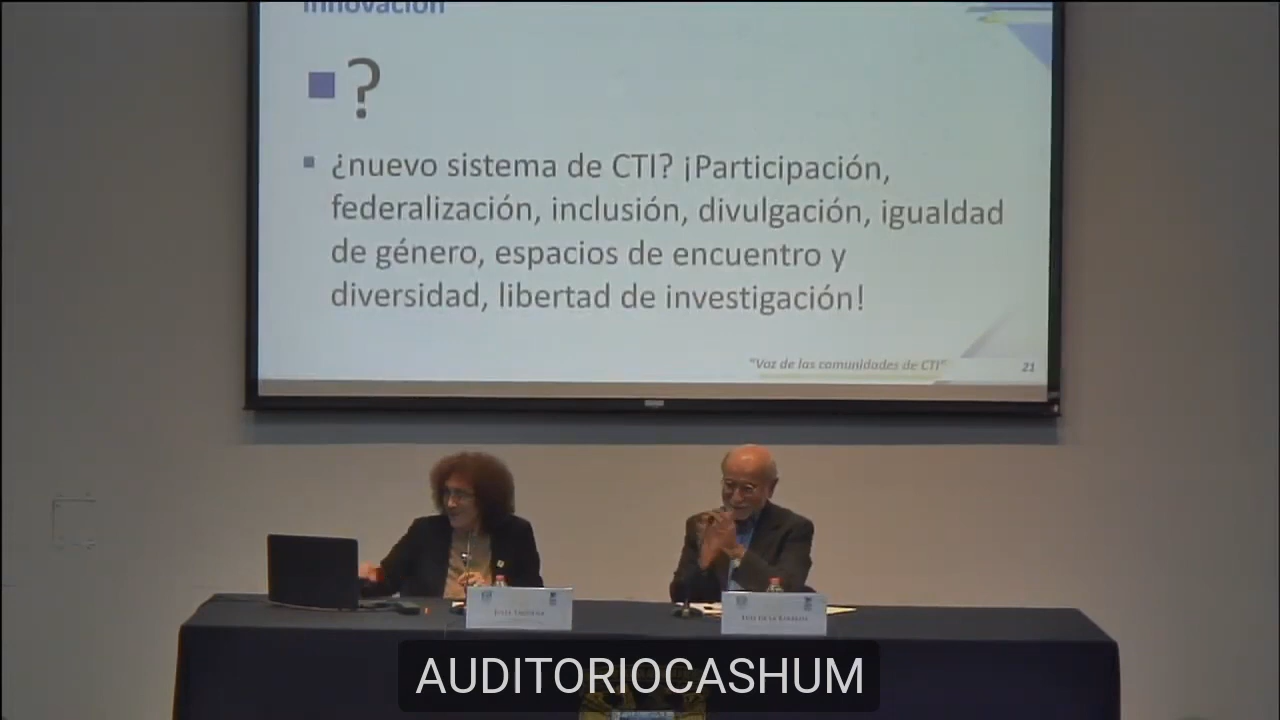 Innovación
?
¿nuevo sistema de CTI? ¡Participación,
federalización, inclusión, divulgación, igualdad
de género, espacios de encuentro y
diversidad, libertad de investigación!
"Voz de las comunidades de CTI"
21
AUDITORIOCASHUM